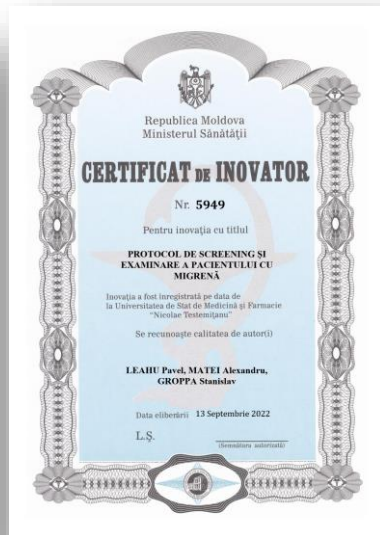 Republica Moldova
Ministerul Sănătății
CERTIFICAT DE INOVATOR
Nr. 5949
Pentru inovația cu titlul
PROTOCOL DE SCREENING ȘI
EXAMINARE A PACIENTULUI CU
MIGRENĂ
Inovația a fost înregistrată pe data de
la Universitatea de Stat de Medicină și Farmacie
"Nicolae Testemițanu"
Se recunoaște calitatea de autor(i)
LEAHU Pavel, MATEI Alexandru,
GROPPA Stanislav
Data eliberării 13 Septembrie 2022
L.Ș.
(Semnătura autorizată)